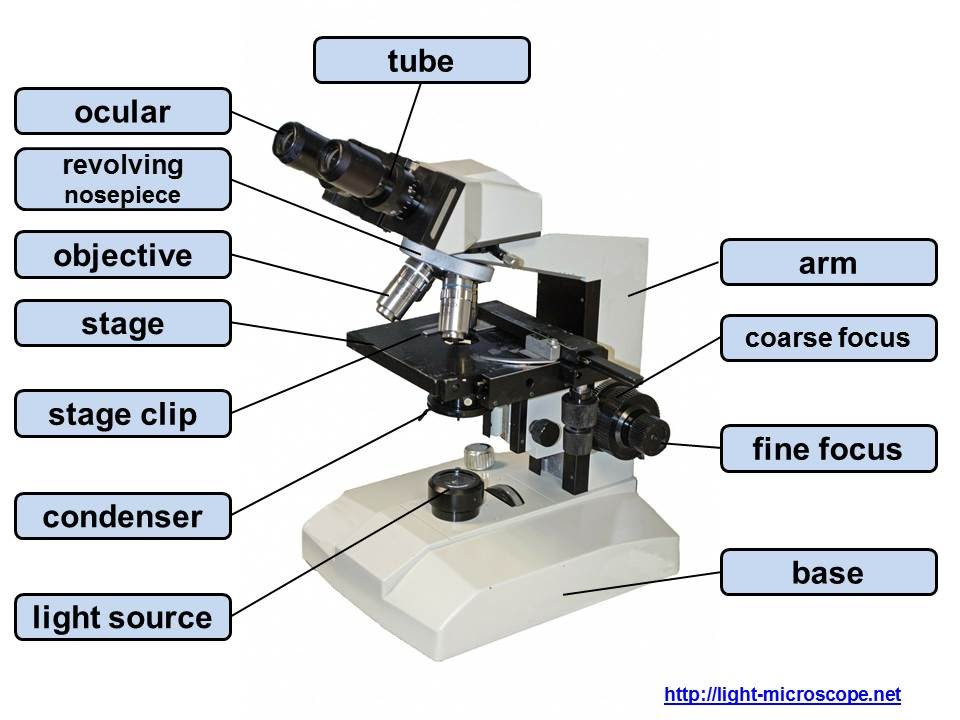 tube
ocular
revolving
nosepiece
objective
stage
stage clip
condenser
light source
arm
coarse focus
fine focus
base
http://light-microscope.net